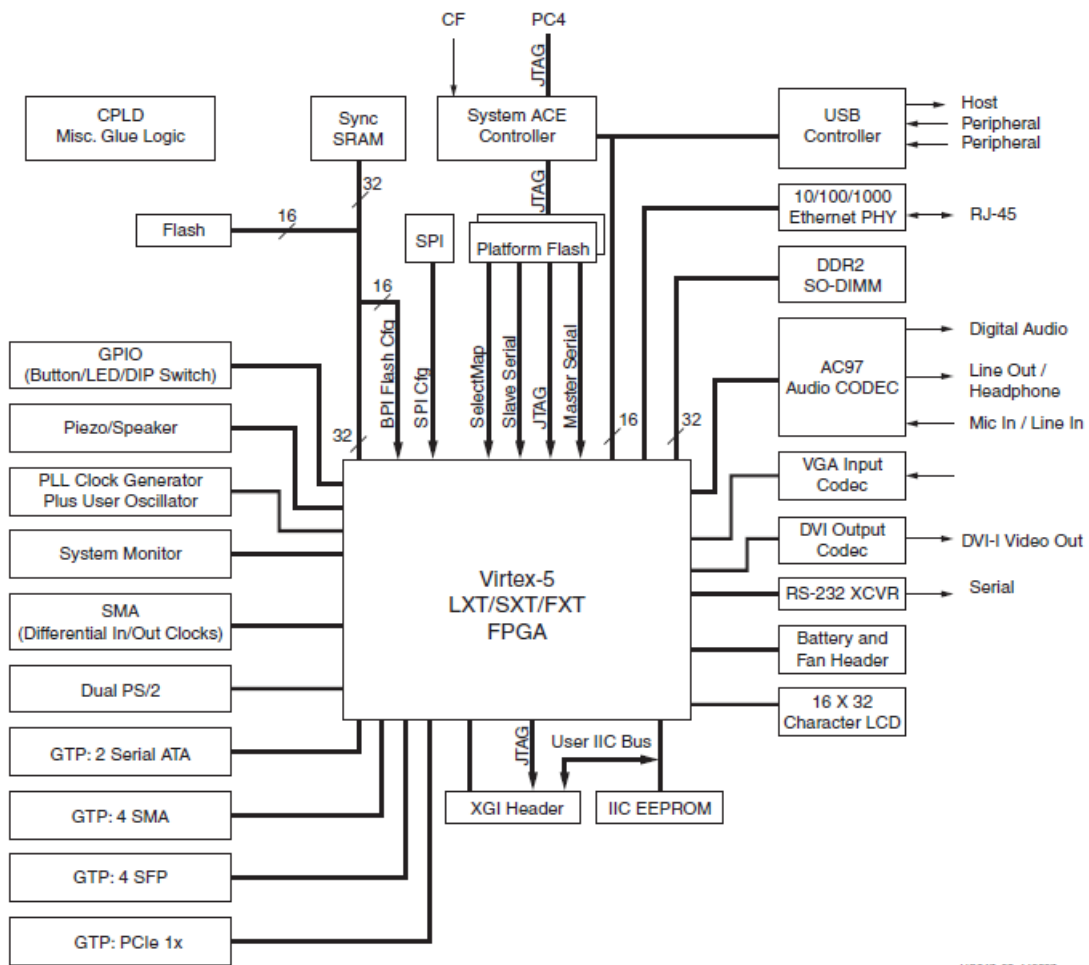 CF
PC4
JTAG
CPLD
Misc. Glue Logic
Sync
SRAM
System ACE
Controller
USB
Controller
Host
Peripheral
Peripheral
32
JTAG
10/100/1000
Ethernet PHY
RJ-45
Flash
16
SPI
Platform Flash
DDR2
SO-DIMM
16
BPI Flash Cfg
SPI Cfg
SelectMap
Slave Serial
JTAG
Master Serial
AC97
Audio CODEC
Digital Audio
Line Out /
Headphone
Mic In / Line In
GPIO
(Button/LED/DIP Switch)
Piezo/Speaker
32
16
32
PLL Clock Generator
Plus User Oscillator
VGA Input
Codec
System Monitor
DVI Output
Codec
DVI-I Video Out
Virtex-5
LXT/SXT/FXT
FPGA
RS-232 XCVR
Serial
SMA
(Differential In/Out Clocks)
Battery and
Fan Header
Dual PS/2
16 X 32
Character LCD
GTP: 2 Serial ATA
JTAG
User IIC Bus
GTP: 4 SMA
XGI Header
IIC EEPROM
GTP: 4 SFP
GTP: PCIe 1x